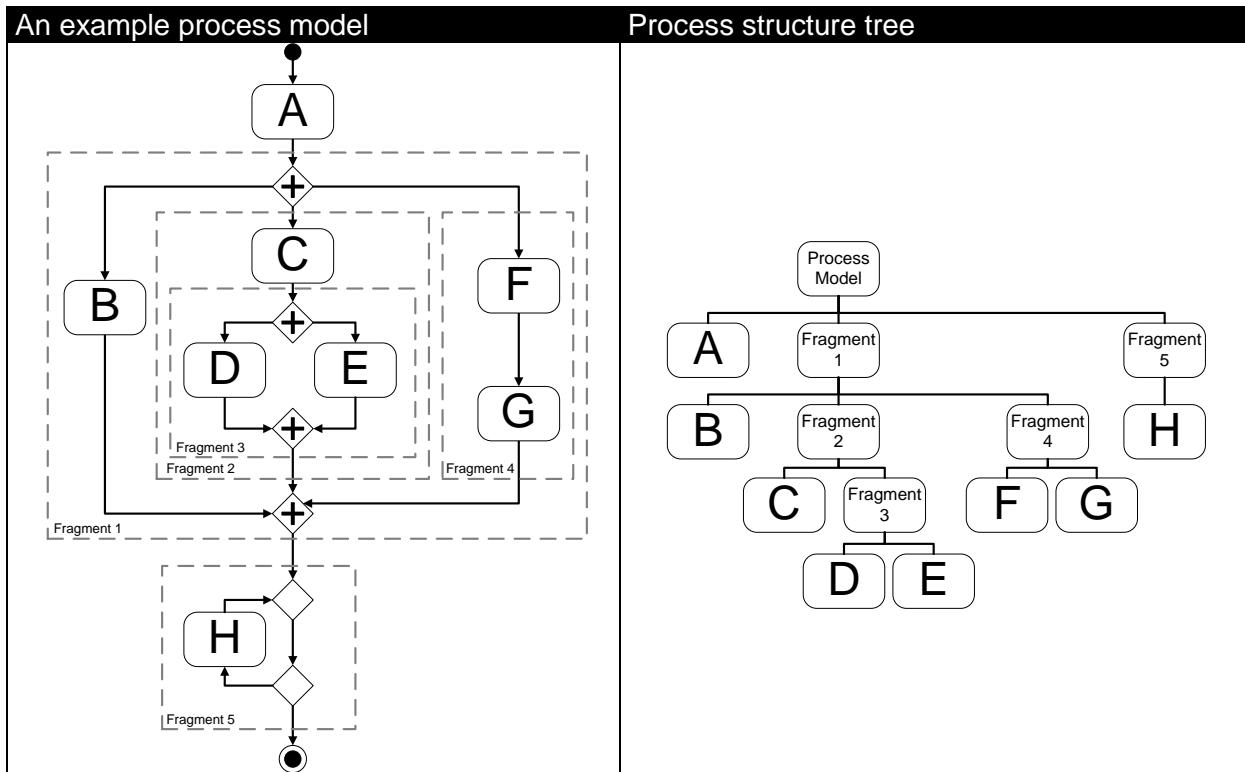 An example process model
A
B
C
F
D
E
G
Fragment 3
Fragment 2
Fragment 4
Fragment 1
H
Fragment 5
Process structure tree
Process
Model
A
Fragment
1
Fragment
5
B
Fragment
2
Fragment
4
H
C
Fragment
3
F
G
D
E